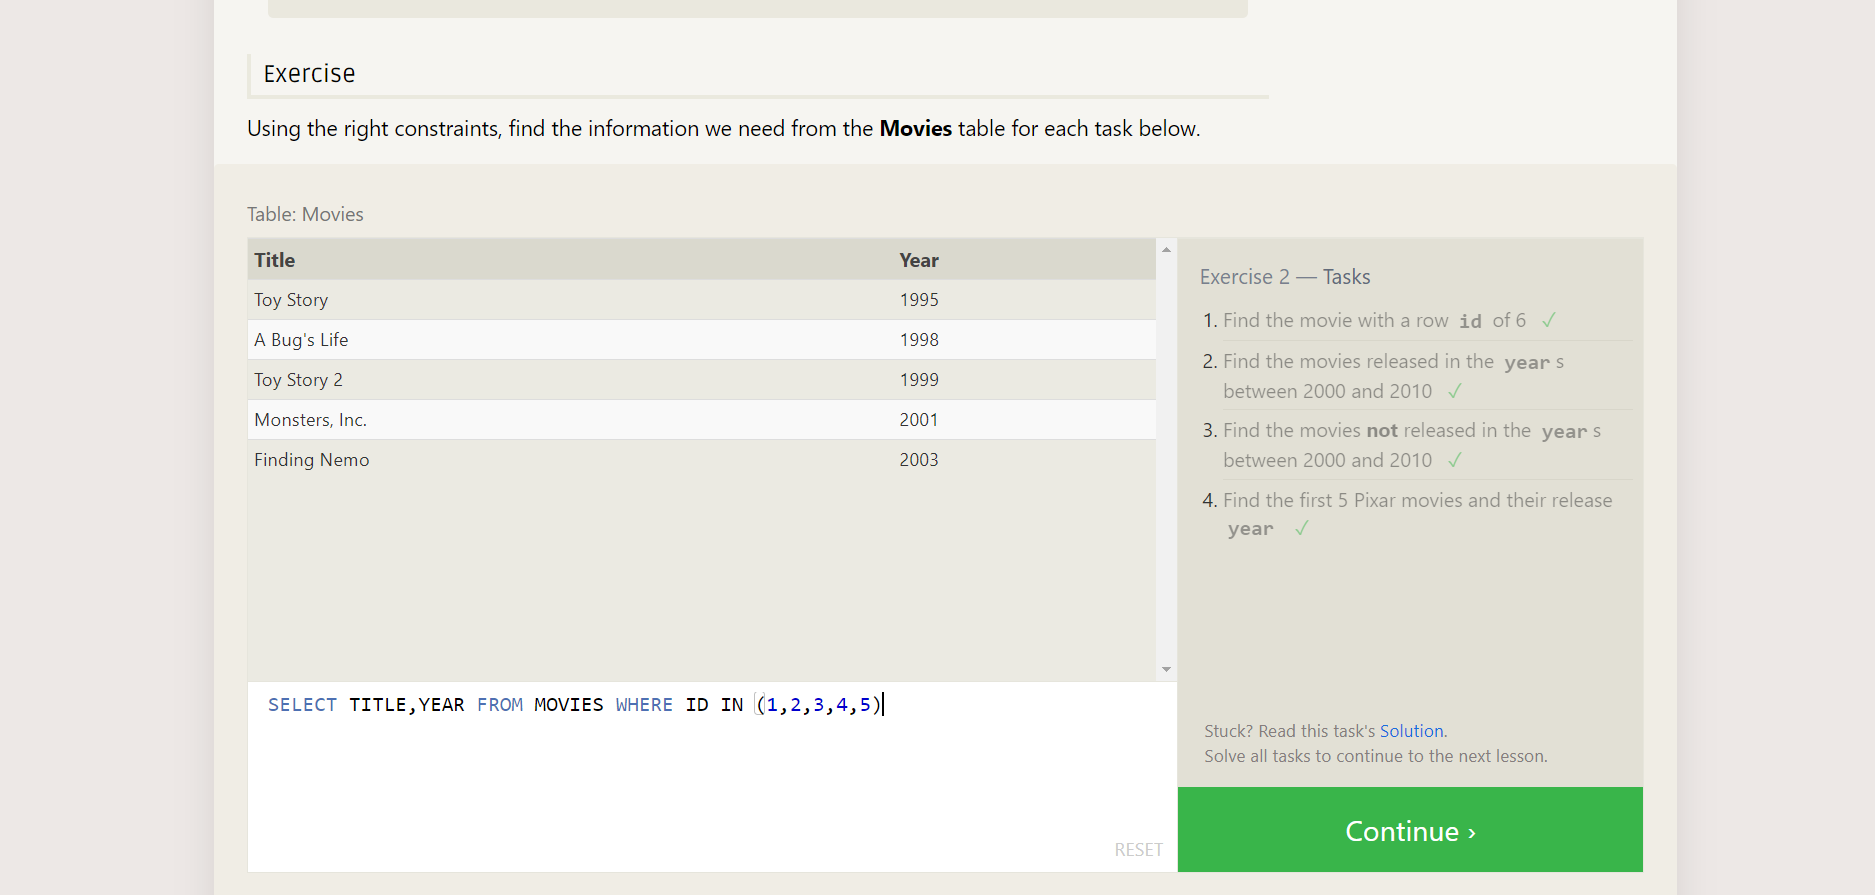 Exercise
Using the right constraints, find the information we need from the Movies table for each task below.
Table: Movies
Title Year
Toy Story 1995
A Bug's Life 1998
Toy Story 2 1999
Monsters, Inc. 2001
Finding Nemo 2003
SELECT TITLE,YEAR FROM MOVIES WHERE ID IN (1,2,3,4,5)
RESET
Exercise 2 — Tasks
1. Find the movie with a row id of 6 ✓
2. Find the movies released in the year s
between 2000 and 2010 ✓
3. Find the movies not released in the year s
between 2000 and 2010 ✓
4. Find the first 5 Pixar movies and their release
year ✓
Stuck? Read this task's Solution.
Solve all tasks to continue to the next lesson.
Continue ›